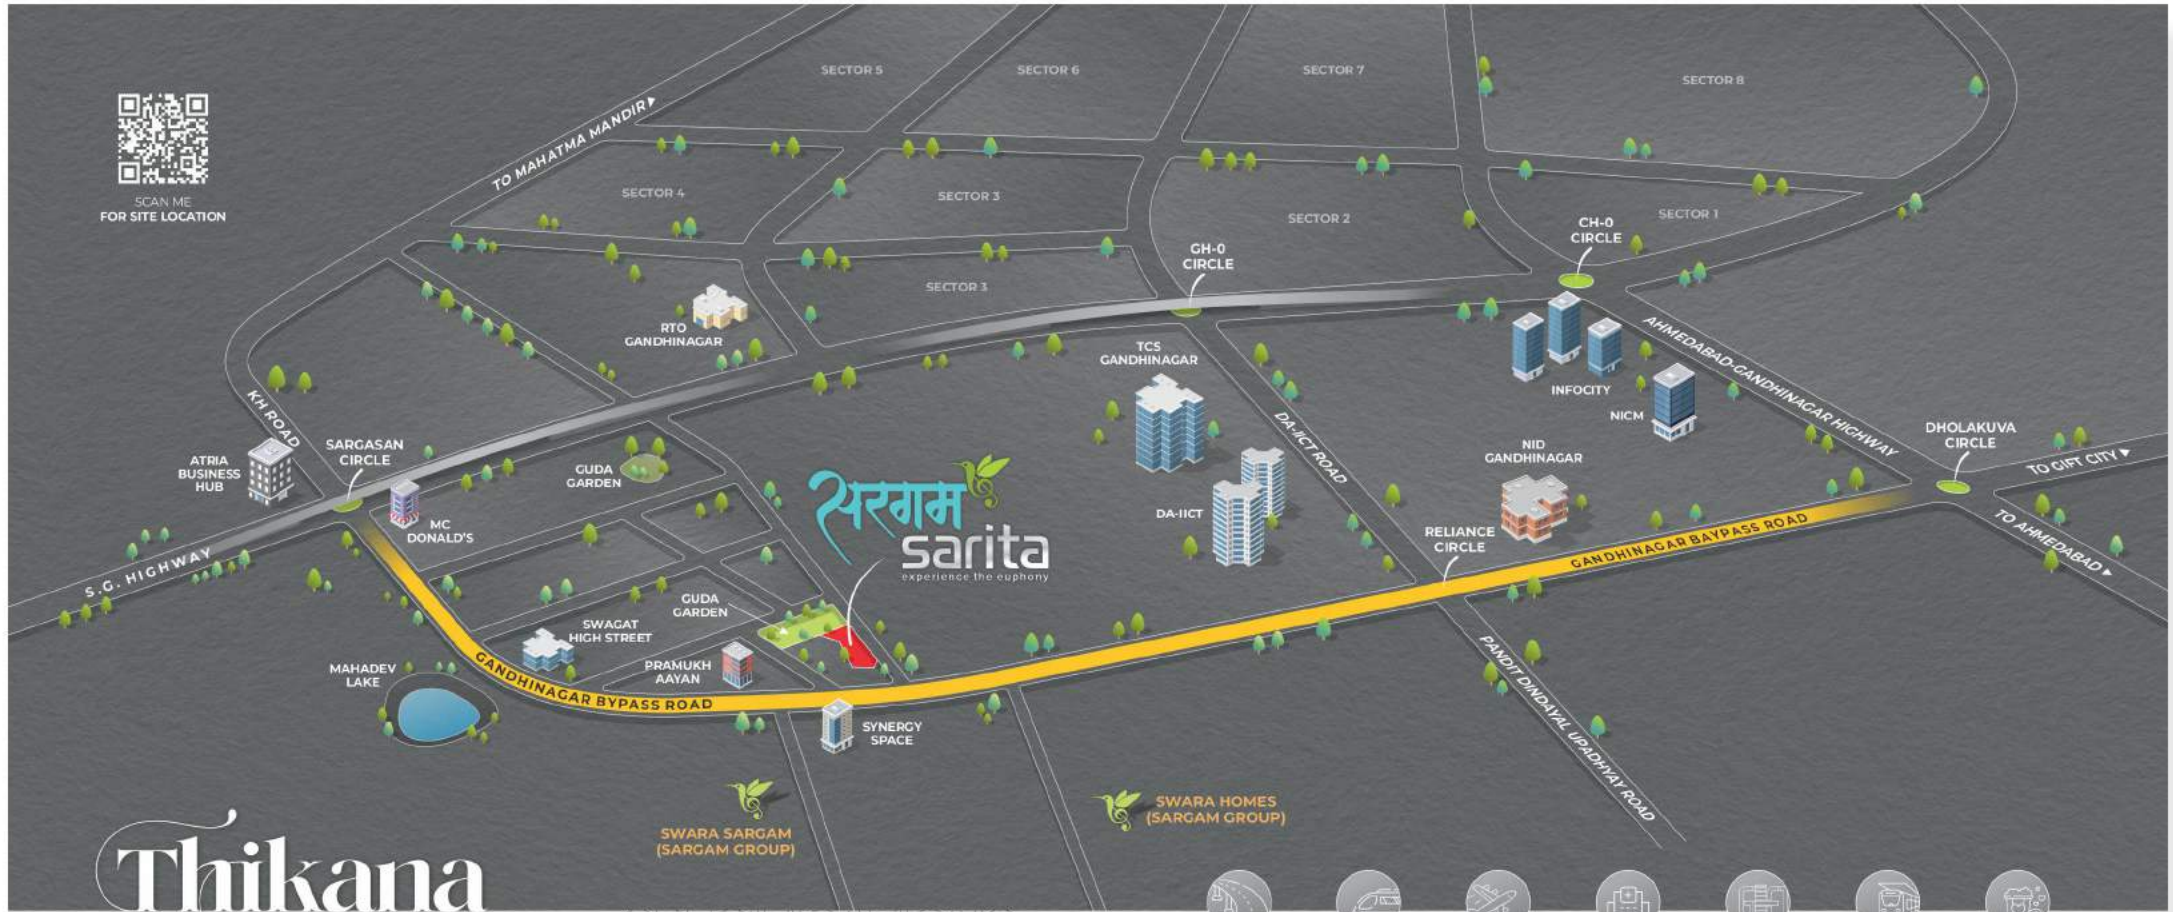 SECTOR 5
SECTOR 6
SECTOR 7
SECTOR 8
TO MAHATMA MANDIR
SCAN ME
FOR SITE LOCATION
SECTOR 4
SECTOR 3
SECTOR 2
SECTOR 1
CH-0
CIRCLE
GH-0
CIRCLE
SECTOR 3
RTO
GANDHINAGAR
TCS
GANDHINAGAR
AHMEDABAD-GANDHINAGAR HIGHWAY
INFOCITY
NICM
KH ROAD
SARGASAN
CIRCLE
ATRIA
BUSINESS
HUB
GUDA
GARDEN
DA-IICT ROAD
NID
GANDHINAGAR
DHOLAKUVA
CIRCLE
TO GIFT CITY
सरगम
sarita
experience the euphony
MC
DONALD'S
DA-IICT
RELIANCE
CIRCLE
GANDHINAGAR BAYPASS ROAD
TO AHMEDABAD
S.G. HIGHWAY
GUDA
GARDEN
SWAGAT
HIGH STREET
PRAMUKH
AAYAN
MAHADEV
LAKE
GANDHINAGAR BYPASS ROAD
SYNERGY
SPACE
PANDIT DINDAYAL UPADHYAY ROAD
SWARA SARGAM
(SARGAM GROUP)
SWARA HOMES
(SARGAM GROUP)
Thikana